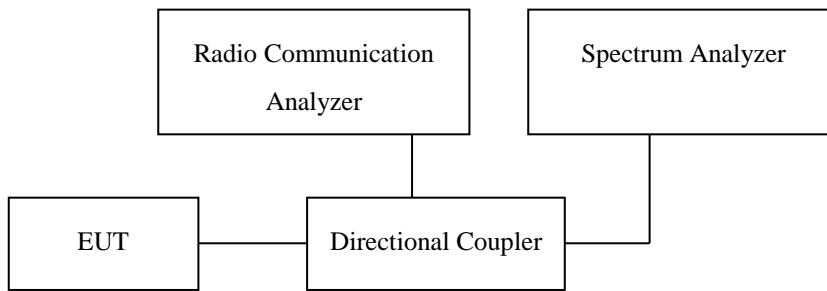 Radio Communication
Analyzer
Spectrum Analyzer
EUT
Directional Coupler